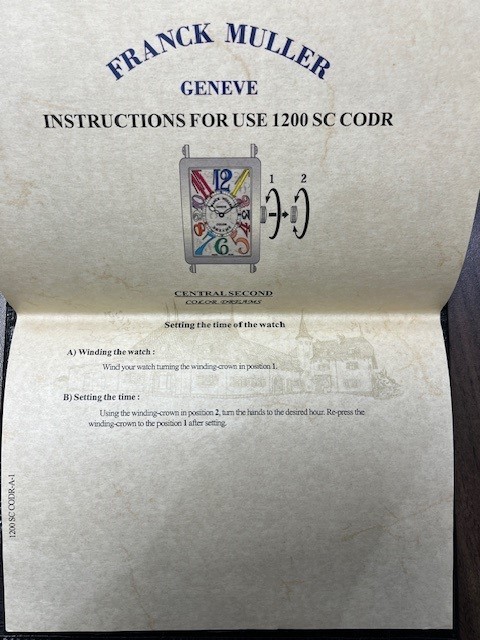 FRANCK MULLER
GENEVE
INSTRUCTIONS FOR USE 1200 SC CODR
1 2
12
6
CENTRAL SECOND
COLOR DREAMS
Setting the time of the watch
A) Winding the watch :
Wind your watch turning the winding-crown in position 1.
B) Setting the time :
Using the winding-crown in position 2, turn the hands to the desired hour. Re-press the
winding-crown to the position 1 after setting.
1200 SC CODR-A-1